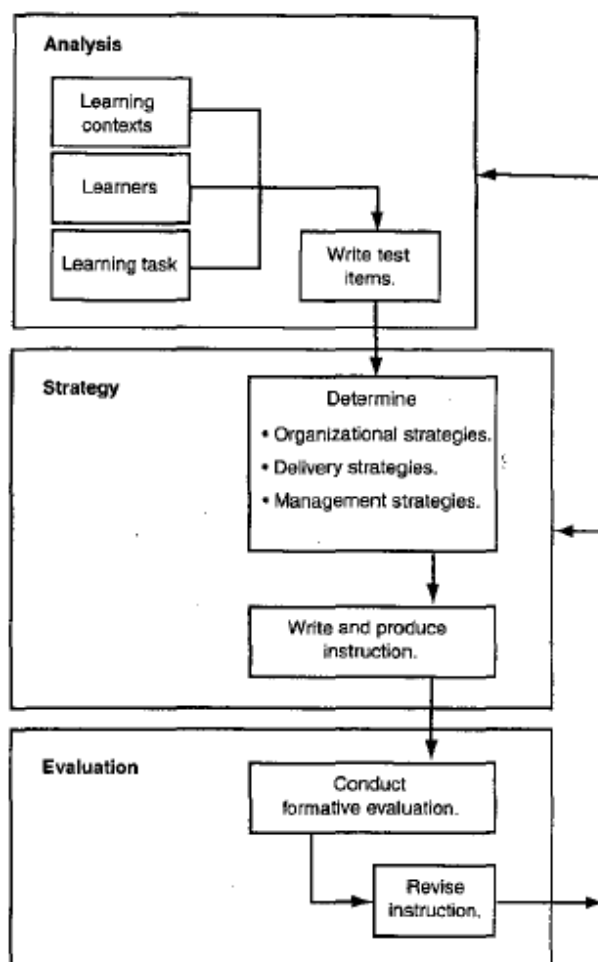 Analysis
Learning
contexts
Learners
Learning task
Write test
items.
Strategy
Determine
• Organizational strategies.
• Delivery strategies.
• Management strategies.
Write and produce
instruction.
Evaluation
Conduct
formative evaluation.
Revise
instruction.